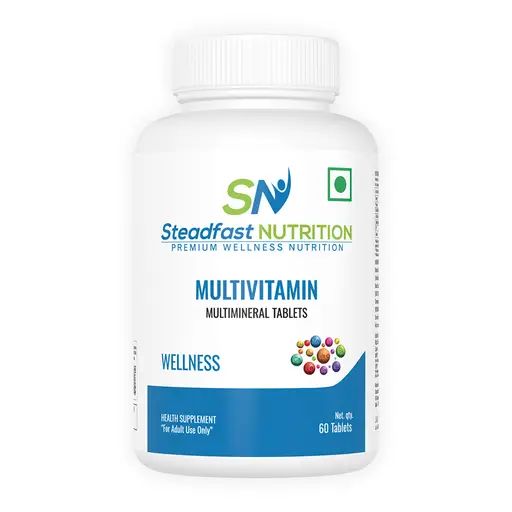 SN
Steadfast NUTRITION
PREMIUM WELLNESS NUTRITION
MULTIVITAMIN
MULTIMINERAL TABLETS
WELLNESS
HEALTH SUPPLEMENT
"For Adult Use Only"
Net. qty.
60 Tablets